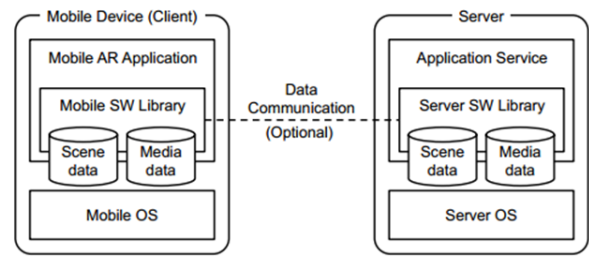 Mobile Device (Client)
Mobile AR Application
Mobile SW Library
Scene data
Media data
Mobile OS
Data
Communication
(Optional)
Server
Application Service
Server SW Library
Scene data
Media data
Server OS